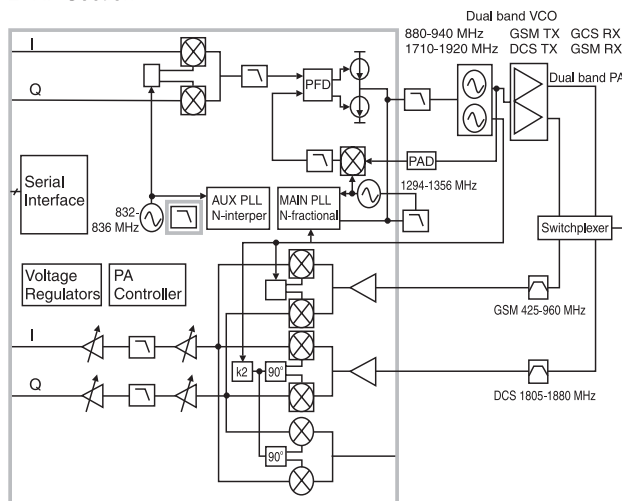 Dual band VCO
880-940 MHz GSM TX GCS RX
1710-1920 MHz DCS TX GSM RX
I
Q
PFD
Dual band PA
PAD
1294-1356 MHz
Serial
Interface
832-
836 MHz
AUX PLL
N-interper
MAIN PLL
N-fractional
Switchplexer
Voltage
Regulators
PA
Controller
GSM 425-960 MHz
I
Q
k2
90°
DCS 1805-1880 MHz
90°